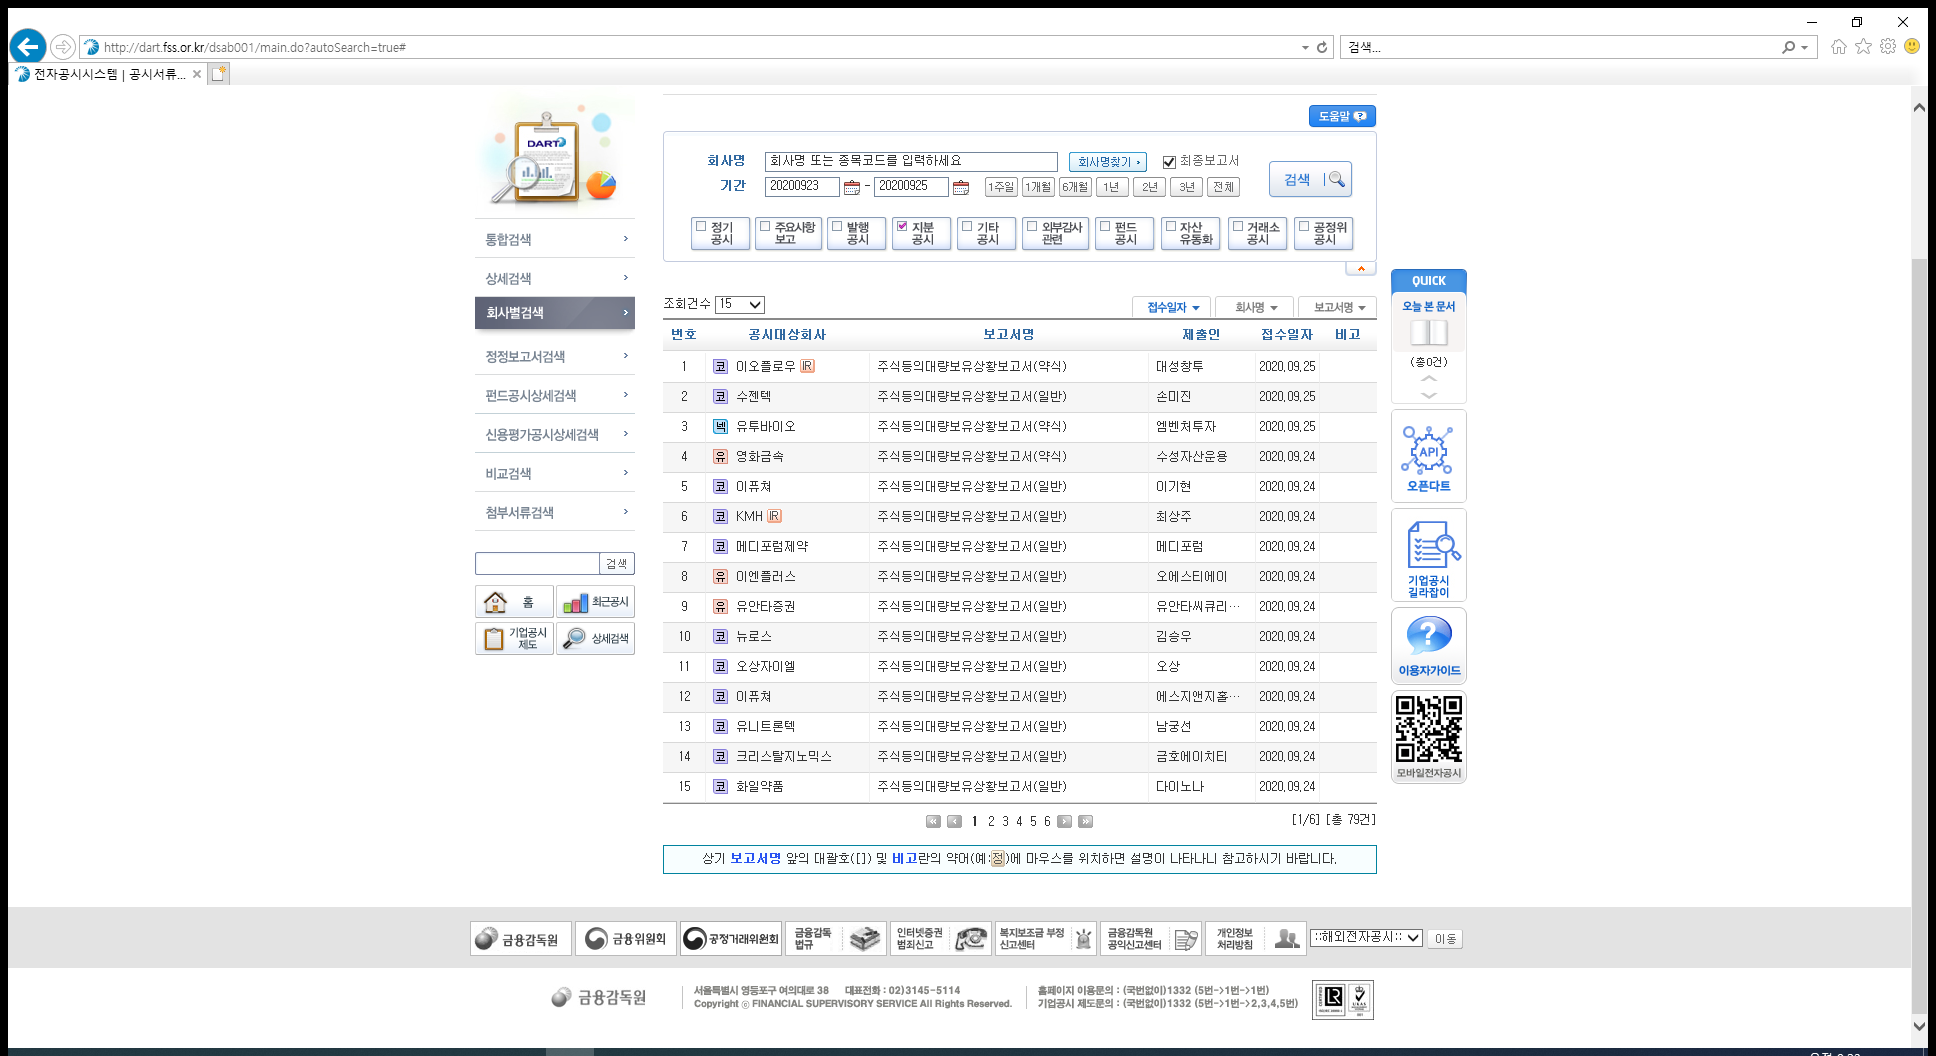 http://dart.fss.or.kr/dsab001/main.do?autoSearch=true#
검색...
전자공시시스템 | 공시서류...
DART
도움말
회사명 회사명 또는 종목코드를 입력하세요 회사명찾기 최종보고서
기간 20200923 - 20200925 1주일 1개월 6개월 1년 2년 3년 전체
검색
정기공시 주요사항보고 발행공시 지분공시 기타공시 외부감사관련 펀드공시 자산유동화 거래소공시 공정위공시
통합검색
상세검색
회사별검색
정정보고서검색
펀드공시상세검색
신용평가공시상세검색
비교검색
첨부서류검색
검색
홈 최근공시
기업공시제도 상세검색
조회건수 15 접수일자 회사명 보고서명
번호 공시대상회사 보고서명 제출인 접수일자 비고
1 코 이오플로우 IR 주식등의대량보유상황보고서(약식) 대성창투 2020.09.25
2 코 수젠텍 주식등의대량보유상황보고서(일반) 손미진 2020.09.25
3 넥 유투바이오 주식등의대량보유상황보고서(약식) 엠벤처투자 2020.09.25
4 유 영화금속 주식등의대량보유상황보고서(약식) 수성자산운용 2020.09.24
5 코 이퓨쳐 주식등의대량보유상황보고서(일반) 이기현 2020.09.24
6 코 KMH IR 주식등의대량보유상황보고서(일반) 최상주 2020.09.24
7 코 메디포럼제약 주식등의대량보유상황보고서(일반) 메디포럼 2020.09.24
8 유 이엔플러스 주식등의대량보유상황보고서(일반) 오에스티에이 2020.09.24
9 유 유안타증권 주식등의대량보유상황보고서(일반) 유안타씨큐리… 2020.09.24
10 코 뉴로스 주식등의대량보유상황보고서(일반) 김승우 2020.09.24
11 코 오상자이엘 주식등의대량보유상황보고서(일반) 오상 2020.09.24
12 코 이퓨쳐 주식등의대량보유상황보고서(일반) 에스지앤지홀… 2020.09.24
13 코 유니트론텍 주식등의대량보유상황보고서(일반) 남궁선 2020.09.24
14 코 크리스탈지노믹스 주식등의대량보유상황보고서(일반) 금호에이치티 2020.09.24
15 코 화일약품 주식등의대량보유상황보고서(일반) 다이노나 2020.09.24
1 2 3 4 5 6 [1/6] [총 79건]
상기 보고서명 앞의 대괄호([]) 및 비고란의 약어(예:정)에 마우스를 위치하면 설명이 나타나니 참고하시기 바랍니다.
QUICK
오늘 본 문서
(총0건)
API
오픈다트
기업공시
길라잡이
이용자가이드
모바일전자공시
금융감독원 금융위원회 공정거래위원회 금융감독법규 인터넷증권범죄신고 복지보조금 부정신고센터 금융감독원공익신고센터 개인정보처리방침 ::해외전자공시:: 이동
금융감독원
서울특별시 영등포구 여의대로 38 대표전화 : 02)3145-5114
Copyright ⓒ FINANCIAL SUPERVISORY SERVICE All Rights Reserved.
홈페이지 이용문의 : (국번없이)1332 (5번->1번->1번)
기업공시 제도문의 : (국번없이)1332 (5번->1번->2,3,4,5번)